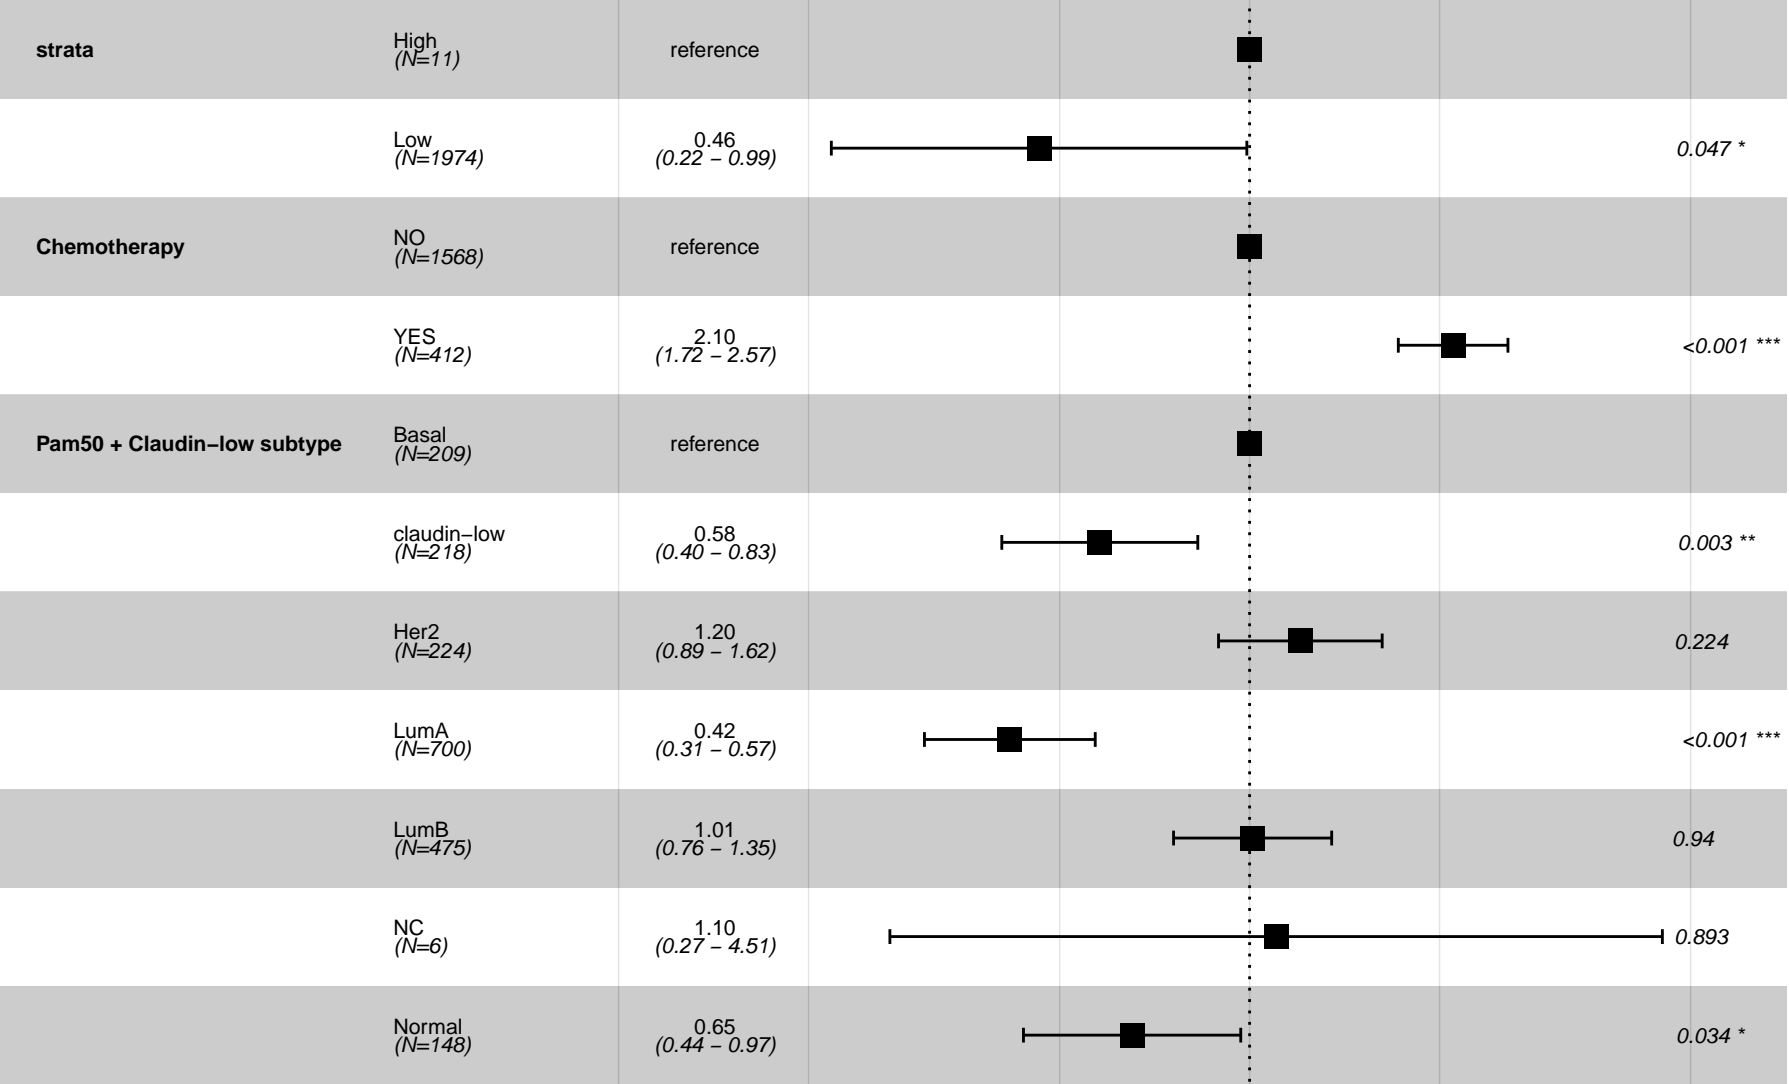 strata
High
(N=11)
reference
Low
(N=1974)
0.46
(0.22 – 0.99)
0.047 *
Chemotherapy
NO
(N=1568)
reference
YES
(N=412)
2.10
(1.72 – 2.57)
<0.001 ***
Pam50 + Claudin−low subtype
Basal
(N=209)
reference
claudin−low
(N=218)
0.58
(0.40 – 0.83)
0.003 **
Her2
(N=224)
1.20
(0.89 – 1.62)
0.224
LumA
(N=700)
0.42
(0.31 – 0.57)
<0.001 ***
LumB
(N=475)
1.01
(0.76 – 1.35)
0.94
NC
(N=6)
1.10
(0.27 – 4.51)
0.893
Normal
(N=148)
0.65
(0.44 – 0.97)
0.034 *